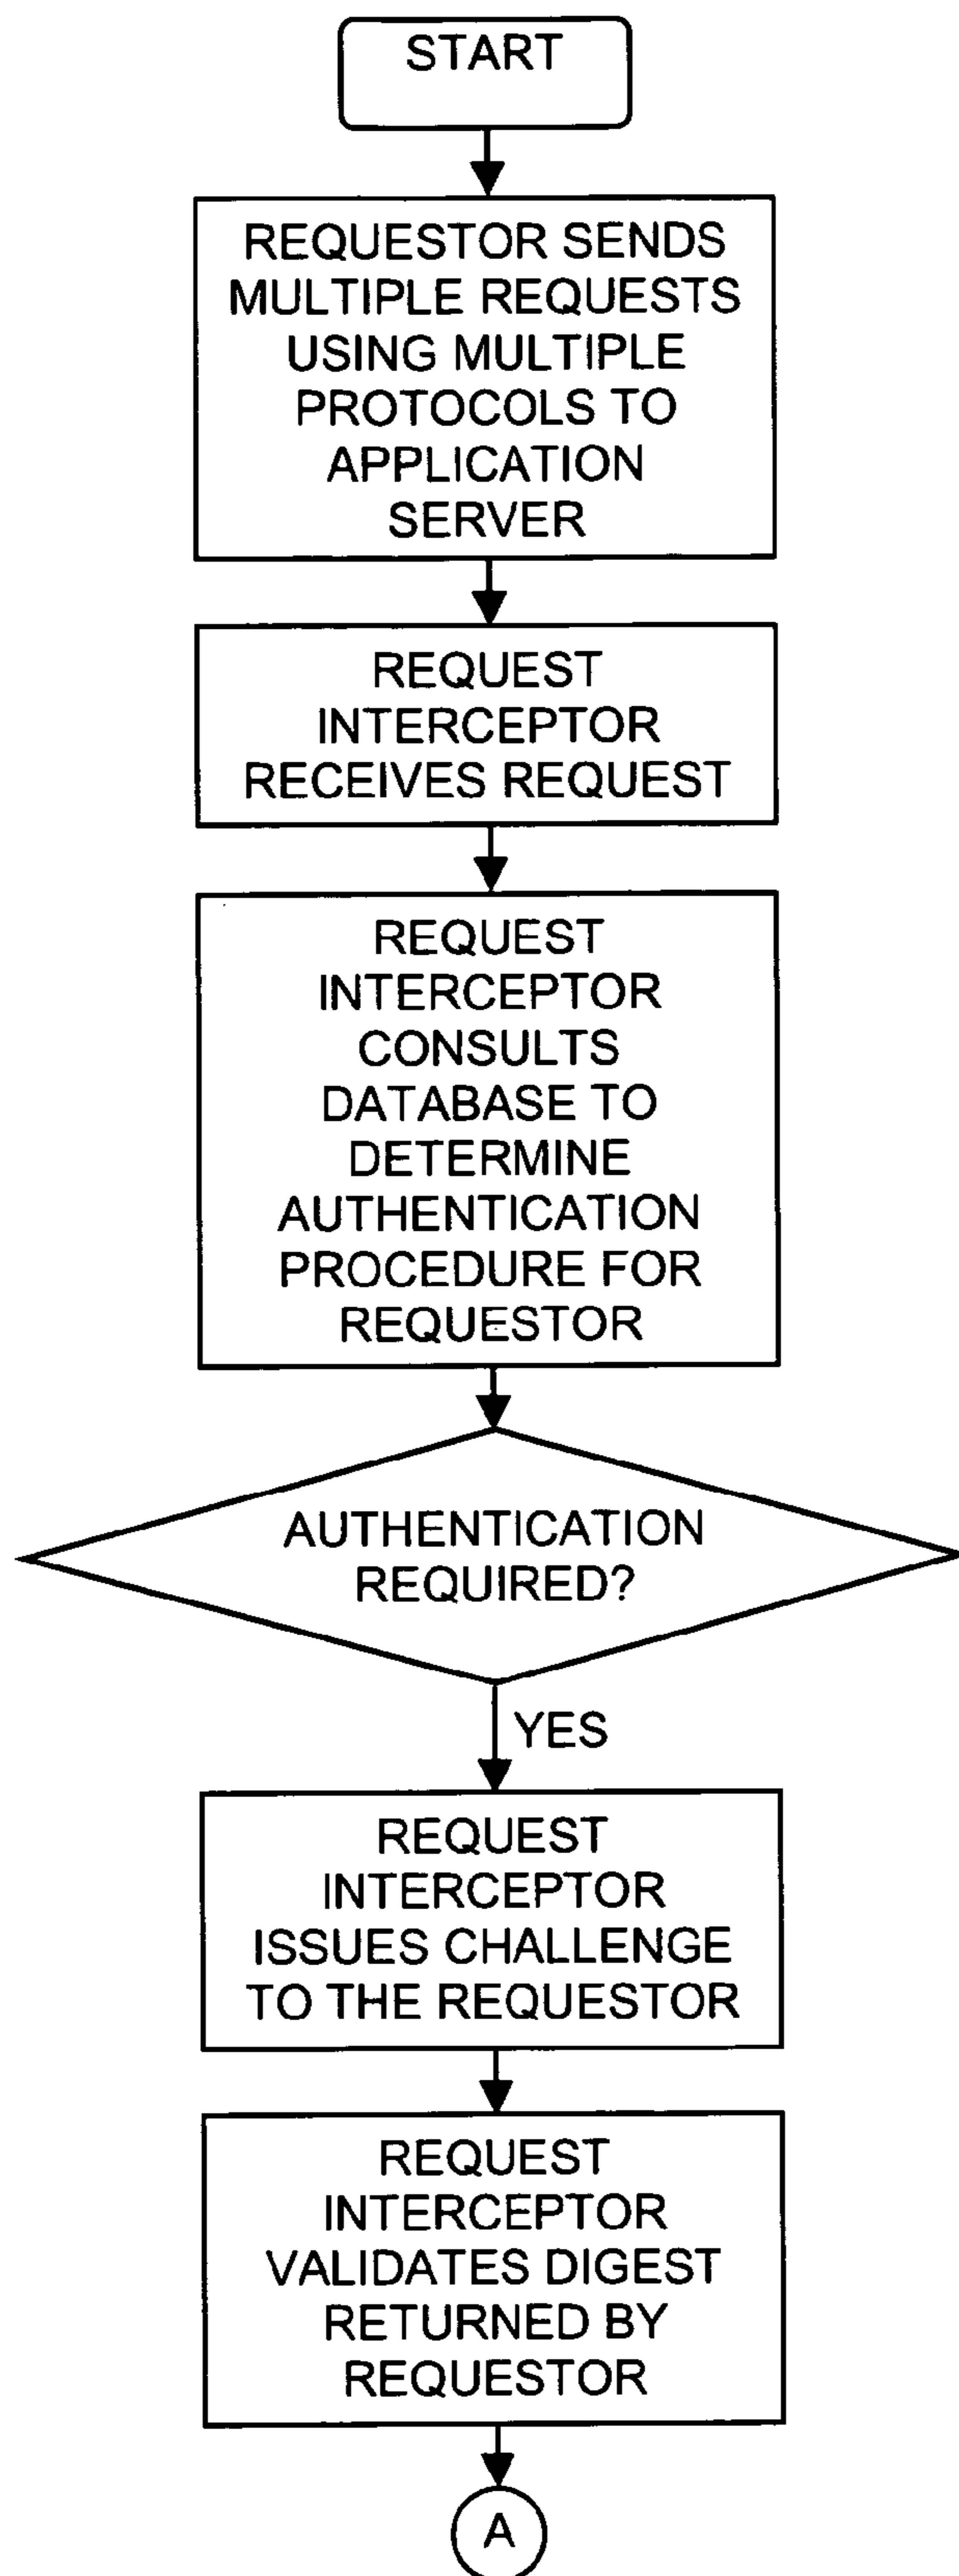 START
REQUESTOR SENDS
MULTIPLE REQUESTS
USING MULTIPLE
PROTOCOLS TO
APPLICATION
SERVER
REQUEST
INTERCEPTOR
RECEIVES REQUEST
REQUEST
INTERCEPTOR
CONSULTS
DATABASE TO
DETERMINE
AUTHENTICATION
PROCEDURE FOR
REQUESTOR
AUTHENTICATION
REQUIRED?
YES
REQUEST
INTERCEPTOR
ISSUES CHALLENGE
TO THE REQUESTOR
REQUEST
INTERCEPTOR
VALIDATES DIGEST
RETURNED BY
REQUESTOR
A